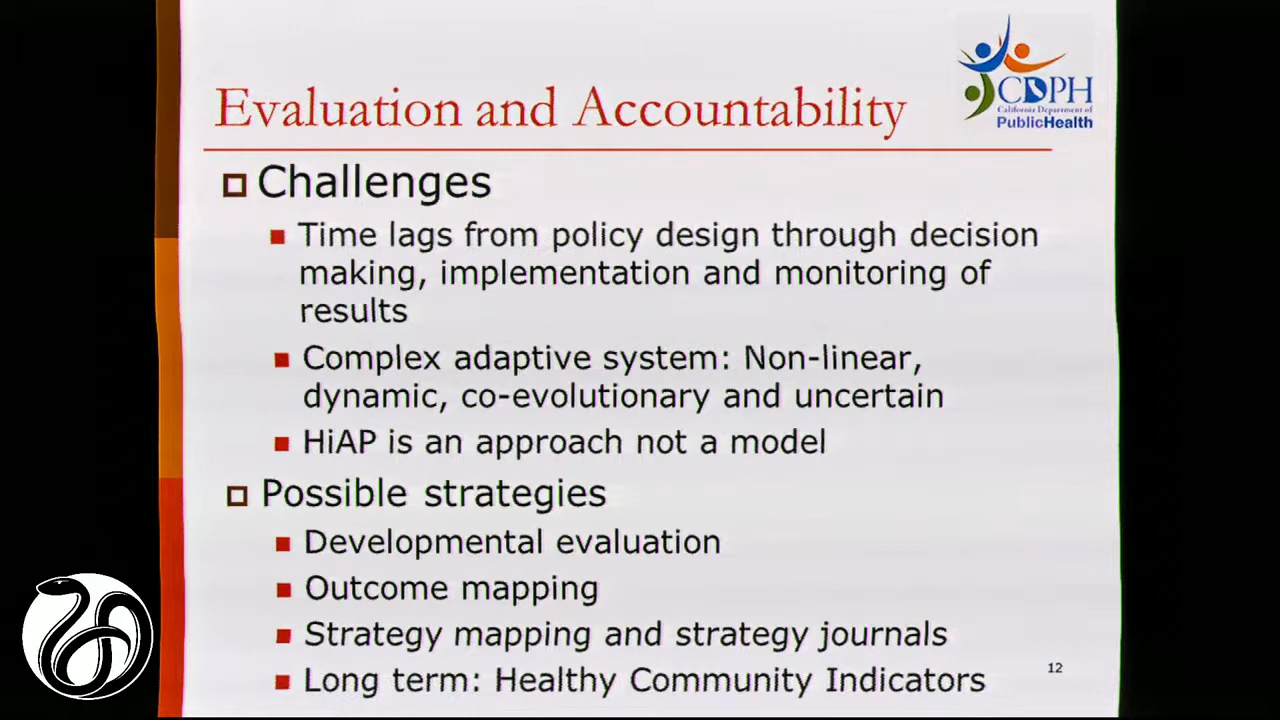 Evaluation and Accountability
CDPH
California Department of
PublicHealth
Challenges
Time lags from policy design through decision
making, implementation and monitoring of
results
Complex adaptive system: Non-linear,
dynamic, co-evolutionary and uncertain
HiAP is an approach not a model
Possible strategies
Developmental evaluation
Outcome mapping
Strategy mapping and strategy journals
Long term: Healthy Community Indicators
12